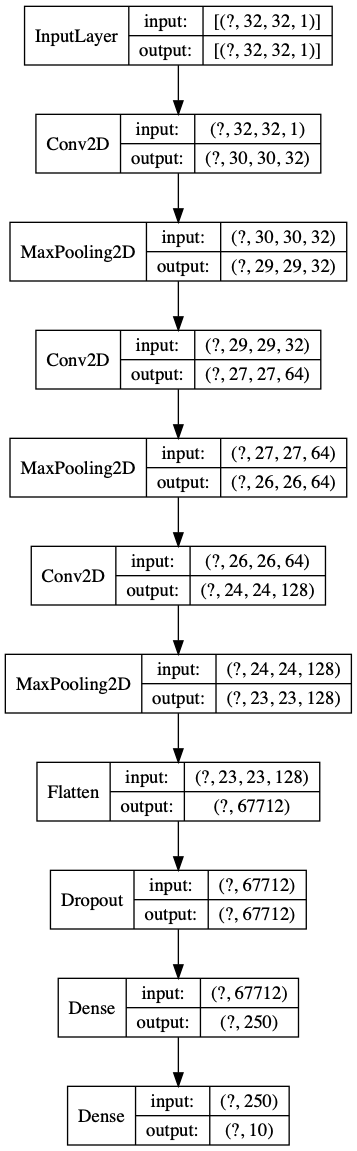 InputLayer input: [(?, 32, 32, 1)]
output: [(?, 32, 32, 1)]
Conv2D input: (?, 32, 32, 1)
output: (?, 30, 30, 32)
MaxPooling2D input: (?, 30, 30, 32)
output: (?, 29, 29, 32)
Conv2D input: (?, 29, 29, 32)
output: (?, 27, 27, 64)
MaxPooling2D input: (?, 27, 27, 64)
output: (?, 26, 26, 64)
Conv2D input: (?, 26, 26, 64)
output: (?, 24, 24, 128)
MaxPooling2D input: (?, 24, 24, 128)
output: (?, 23, 23, 128)
Flatten input: (?, 23, 23, 128)
output: (?, 67712)
Dropout input: (?, 67712)
output: (?, 67712)
Dense input: (?, 67712)
output: (?, 250)
Dense input: (?, 250)
output: (?, 10)